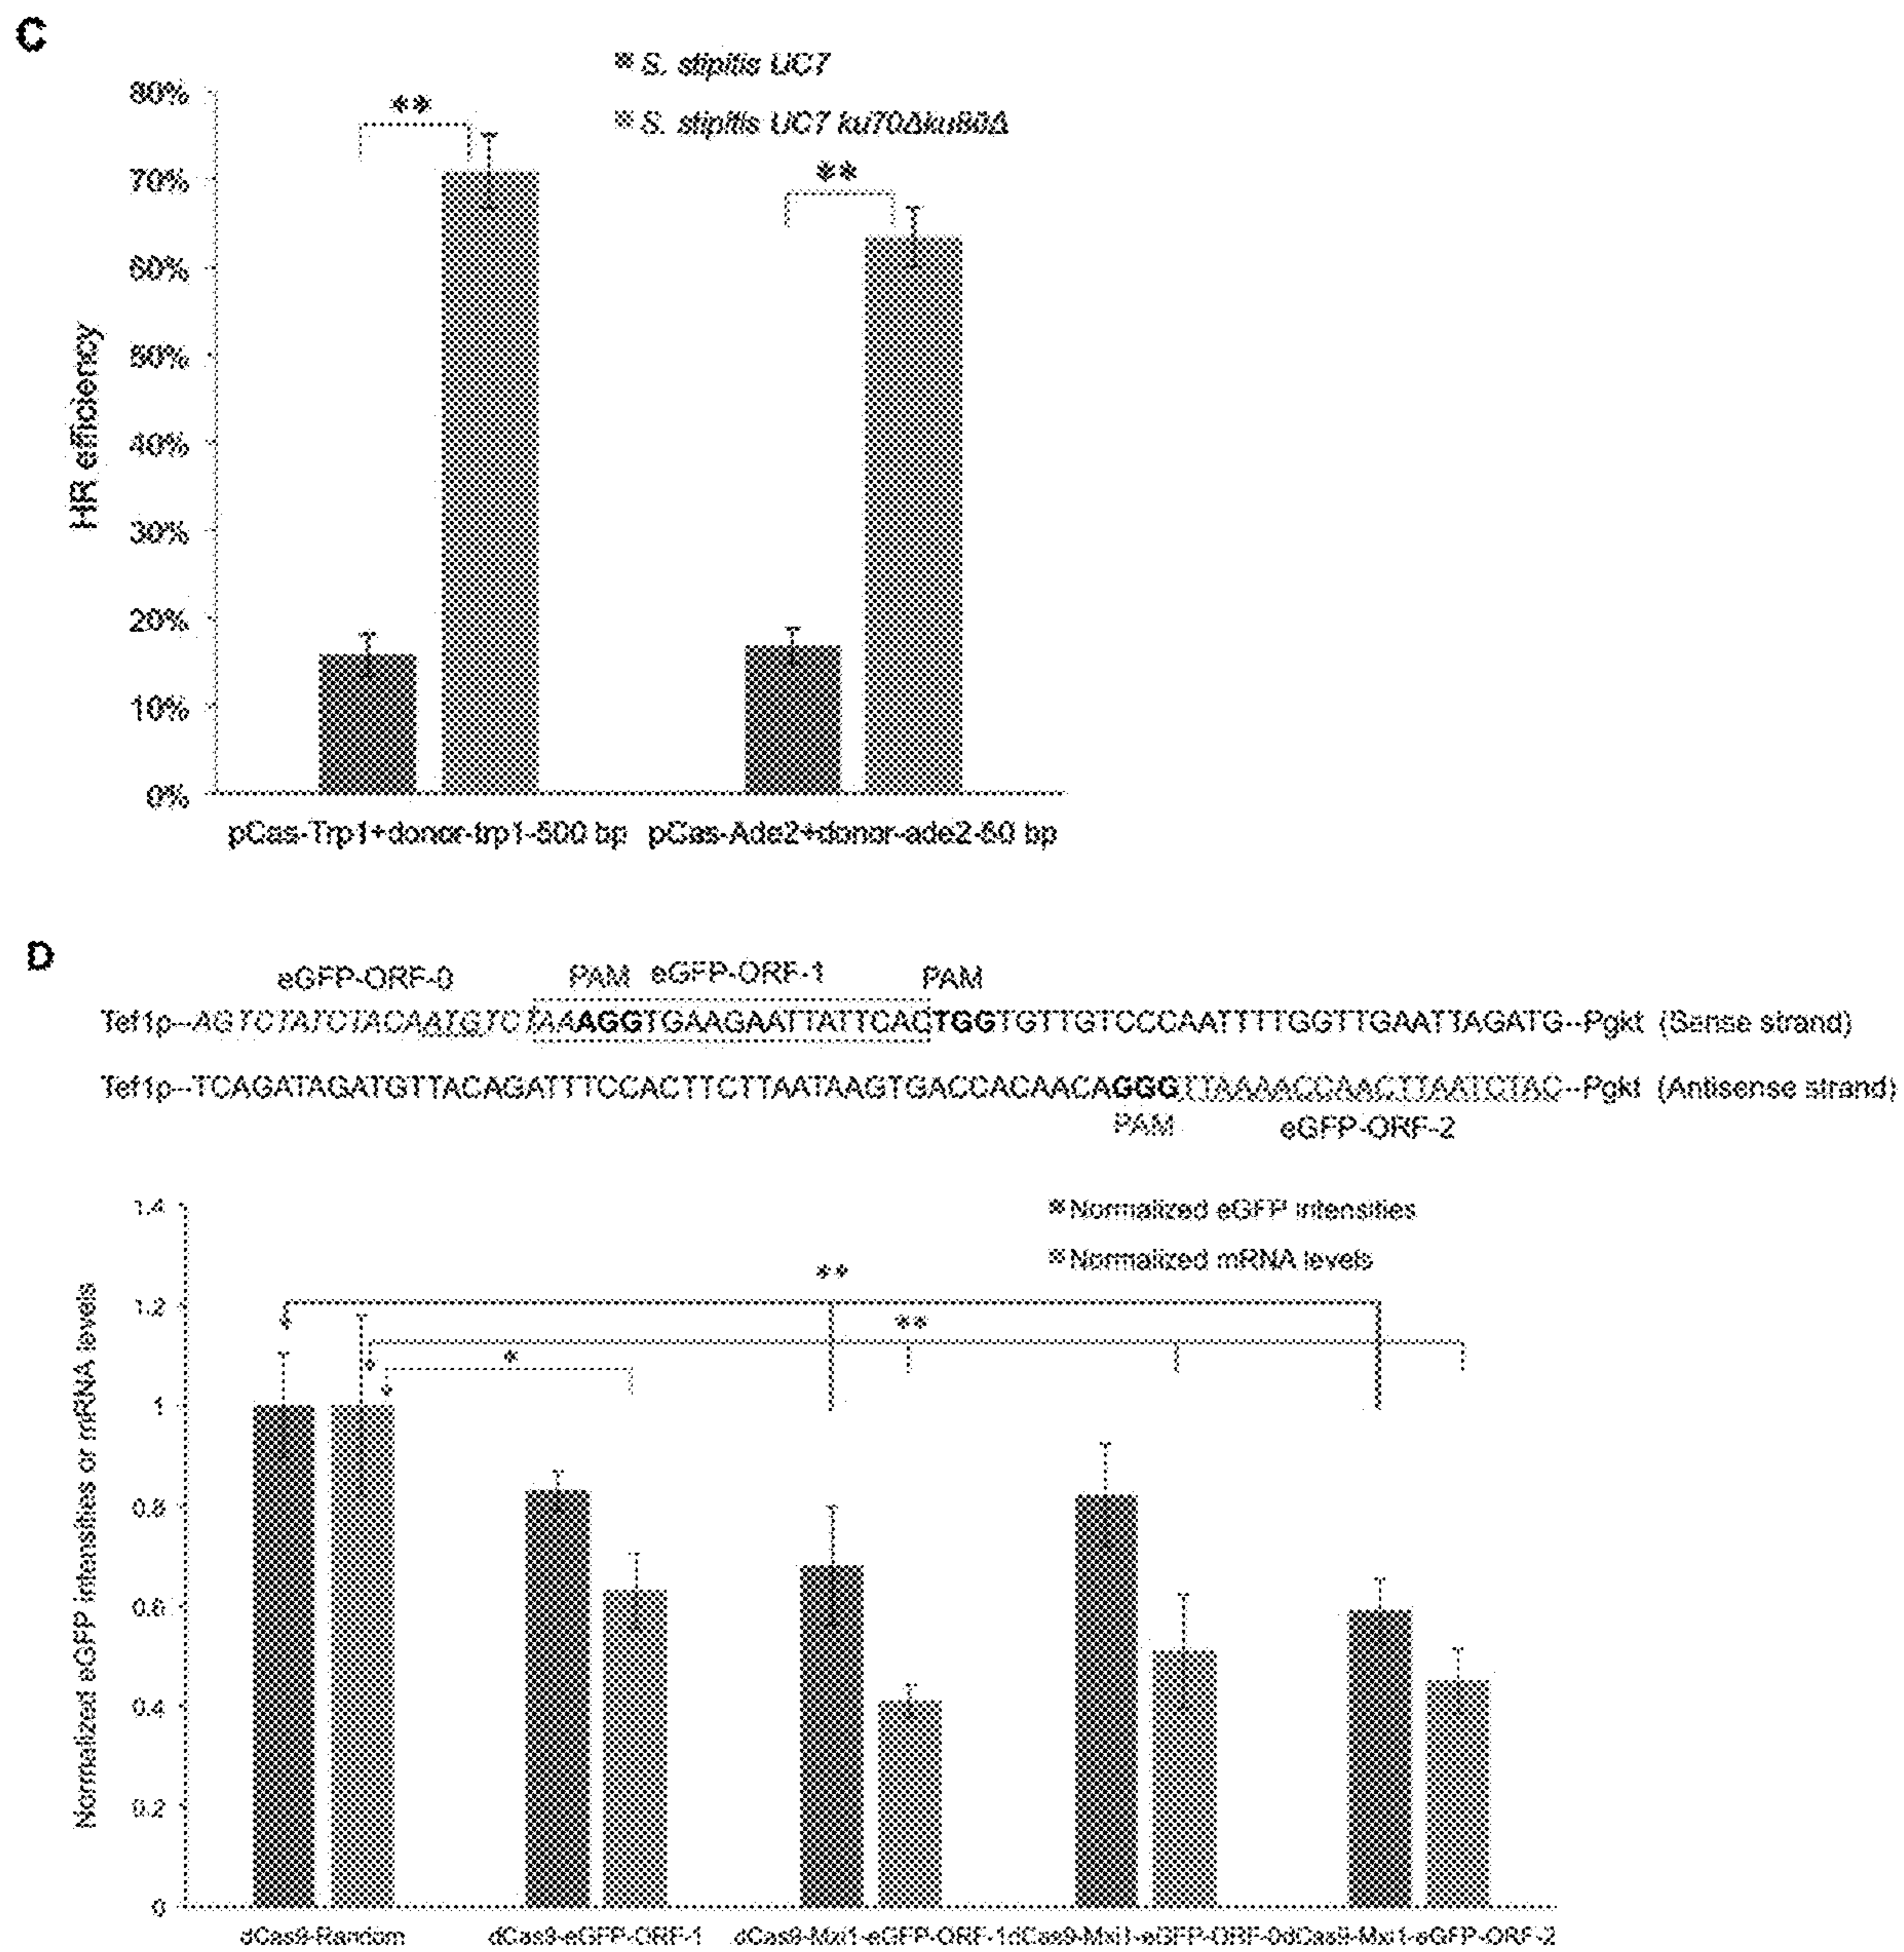 C
S. stipitis UC7
S. stipitis UC7 ku70Δku80Δ
80%
70%
60%
50%
40%
30%
20%
10%
0%
HR efficiency
**
**
pCas-Trp1+donor-trp1-500 bp pCas-Ade2+donor-ade2-50 bp
D
eGFP-ORF-0 PAM eGFP-ORF-1 PAM
Tef1p--AGTCTATCTACAATGTCTAAAGGTGAAGAATTATTCACTGGTGTTGTCCCAATTTTGGTTGAATTAGATG--Pgkt (Sense strand)
Tef1p--TCAGATAGATGTTACAGATTTCCACTTCTTAATAAGTGACCACAACAGGGTTAAAACCAACTTAATCTAC--Pgkt (Antisense strand)
PAM eGFP-ORF-2
Normalized eGFP intensities
Normalized mRNA levels
Normalized eGFP intensities or mRNA levels
1.4
1.2
1
0.8
0.6
0.4
0.2
0
**
**
*
dCas9-Random dCas9-eGFP-ORF-1 dCas9-Mxi1-eGFP-ORF-1 dCas9-Mxi1-eGFP-ORF-0 dCas9-Mxi1-eGFP-ORF-2